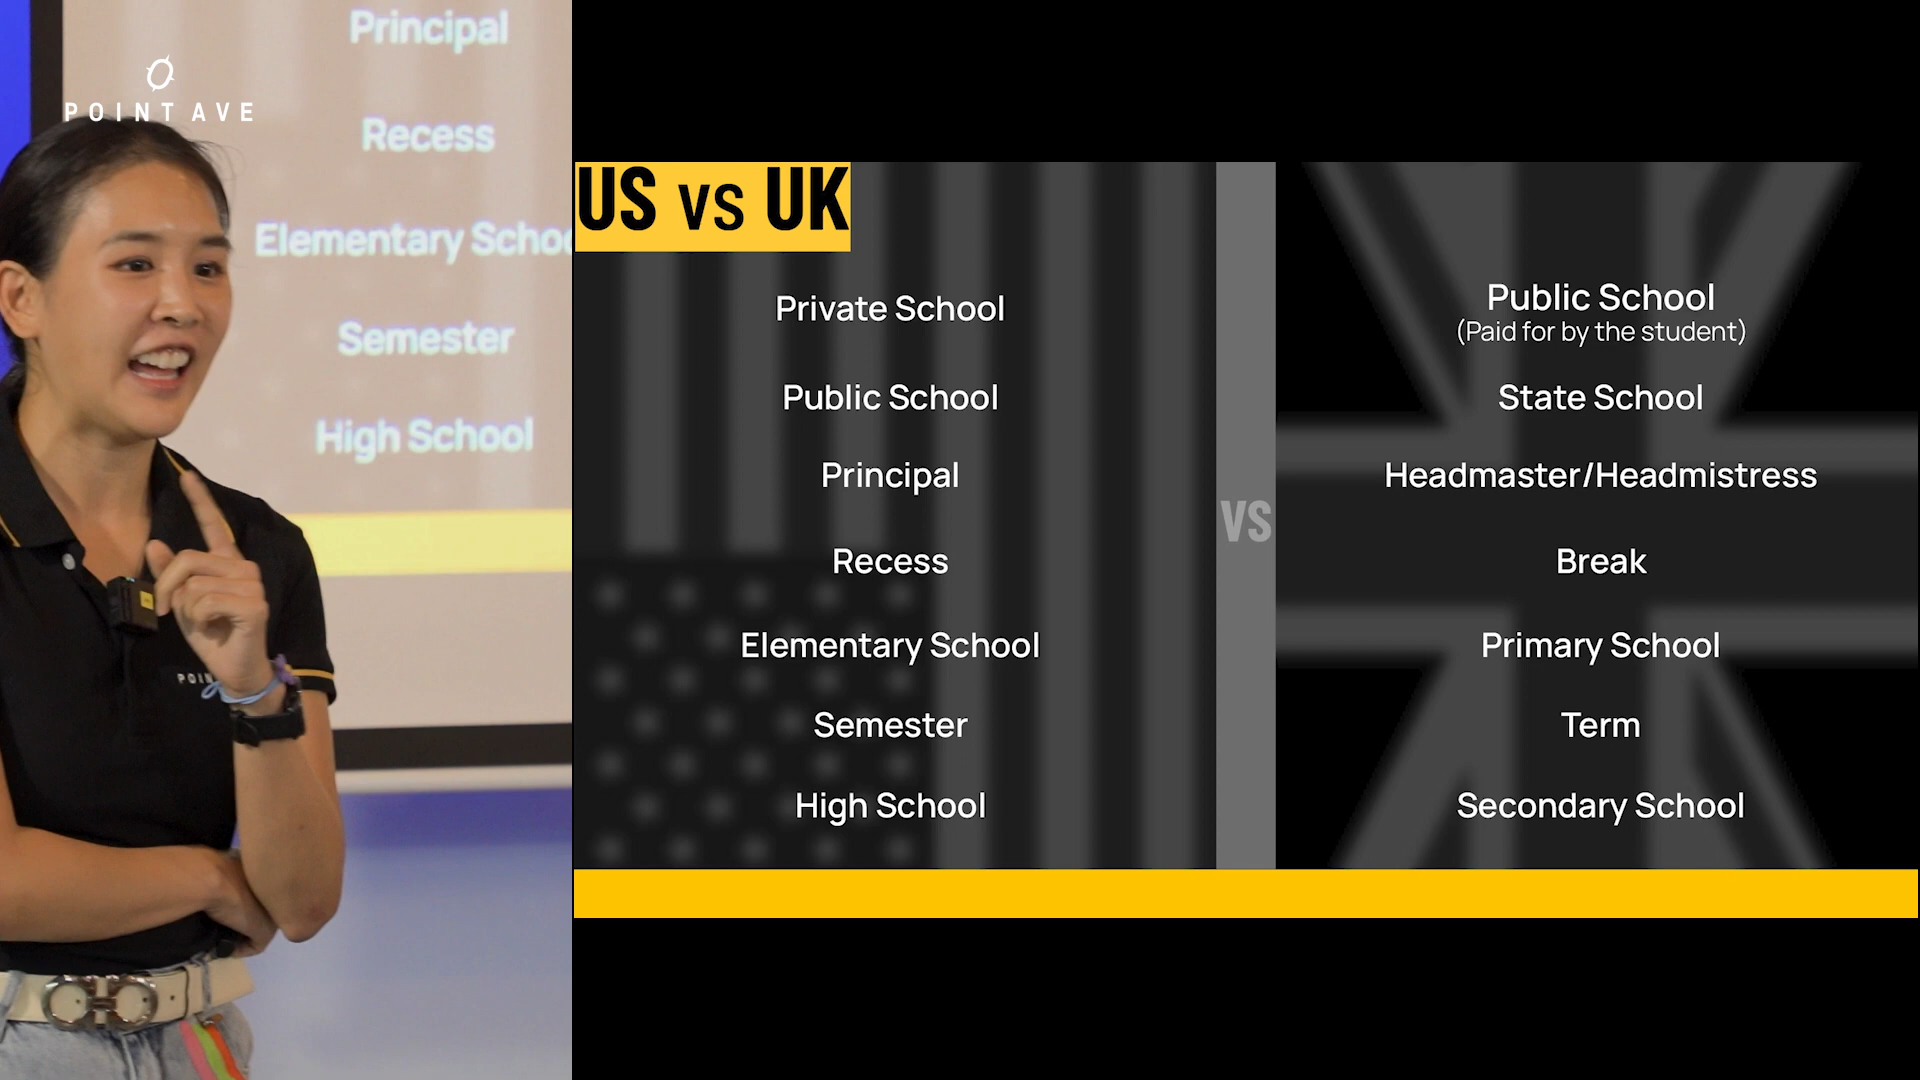 POINT AVE
Principal
Recess
Elementary Schoo
Semester
High School
POIN
US VS UK
Private School
Public School
Principal
Recess
Elementary School
Semester
High School
VS
Public School
(Paid for by the student)
State School
Headmaster/Headmistress
Break
Primary School
Term
Secondary School